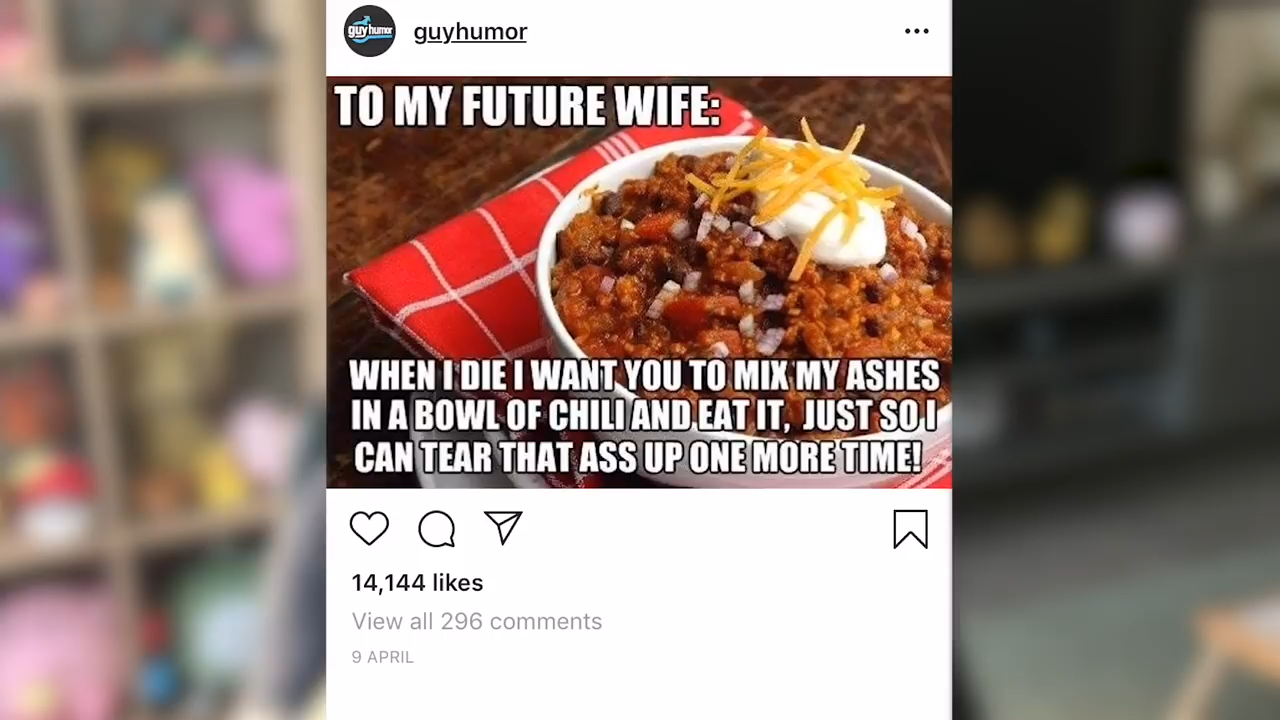 guy humor
guyhumor
TO MY FUTURE WIFE:
WHEN I DIE I WANT YOU TO MIX MY ASHES
IN A BOWL OF CHILI AND EAT IT, JUST SO I
CAN TEAR THAT ASS UP ONE MORE TIME!
14,144 likes
View all 296 comments
9 APRIL